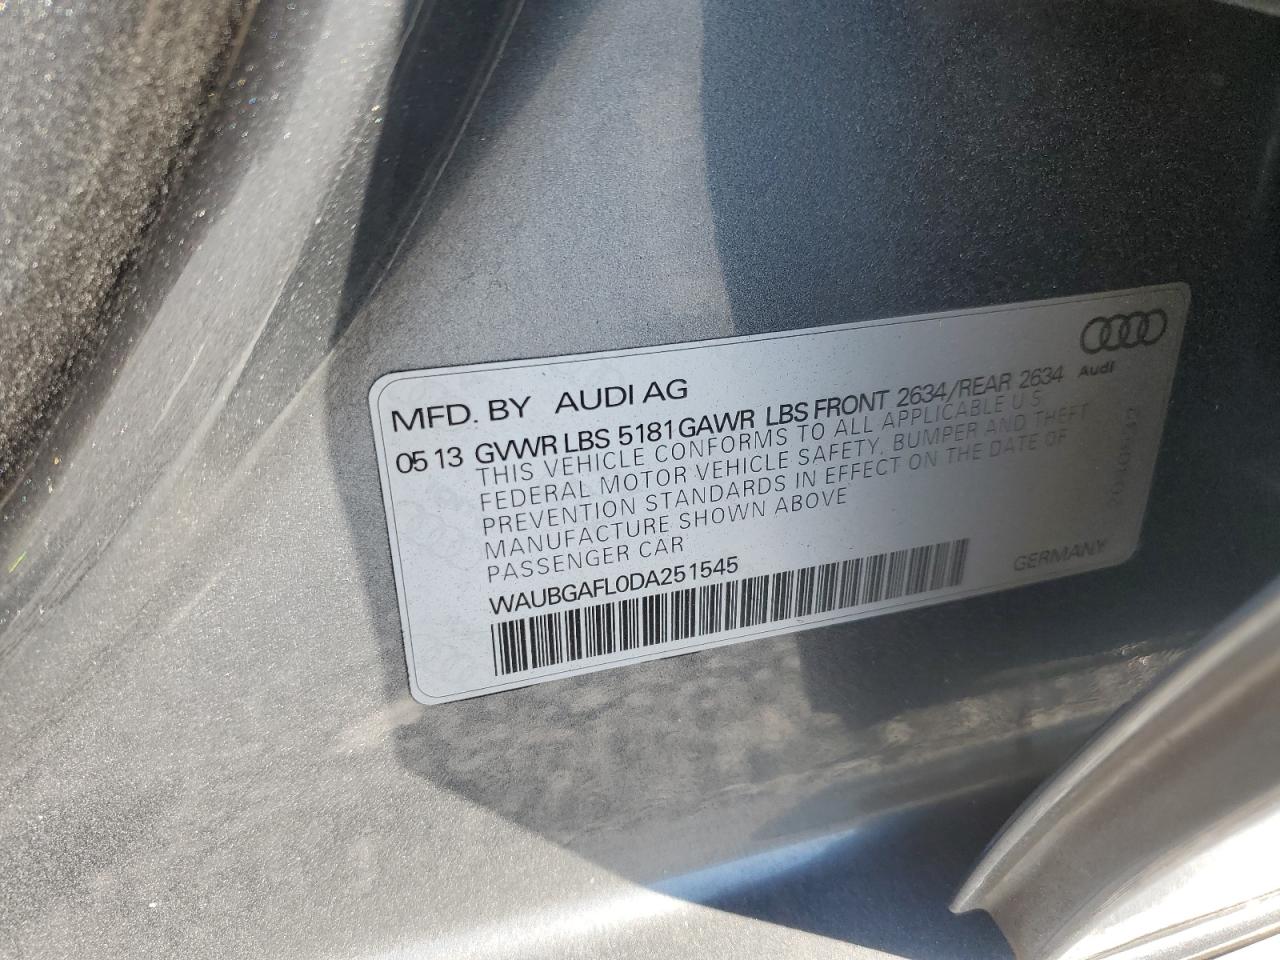 MFD. BY AUDI AG
05 13 GVWR LBS 5181 GAWR LBS FRONT 2634/REAR 2634
THIS VEHICLE CONFORMS TO ALL APPLICABLE U S
FEDERAL MOTOR VEHICLE SAFETY, BUMPER AND THEFT
PREVENTION STANDARDS IN EFFECT ON THE DATE OF
MANUFACTURE SHOWN ABOVE
PASSENGER CAR
WAUBGAFL0DA251545
Audi
GERMANY